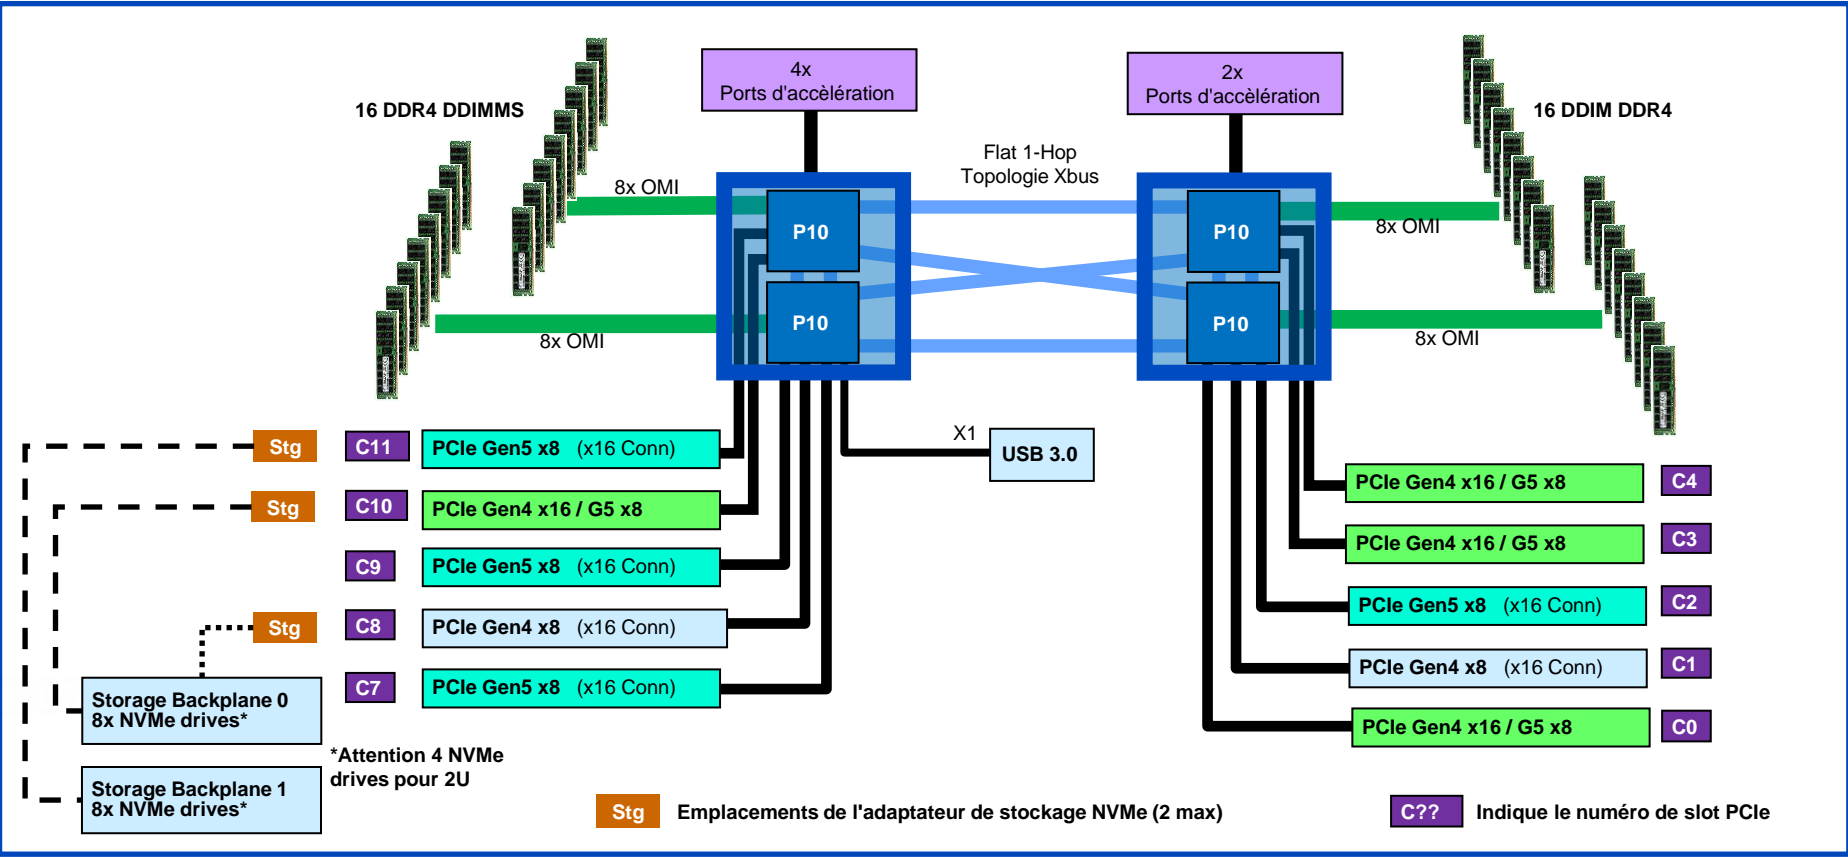 4x
Ports d'accèlération
2x
Ports d'accèlération
16 DDR4 DDIMMS
16 DDIM DDR4
Flat 1-Hop
Topologie Xbus
8x OMI
8x OMI
P10
P10
8x OMI
8x OMI
P10
P10
X1
USB 3.0
Stg
C11
PCIe Gen5 x8 (x16 Conn)
Stg
C10
PCIe Gen4 x16 / G5 x8
C9
PCIe Gen5 x8 (x16 Conn)
Stg
C8
PCIe Gen4 x8 (x16 Conn)
C7
PCIe Gen5 x8 (x16 Conn)
PCIe Gen4 x16 / G5 x8
C4
PCIe Gen4 x16 / G5 x8
C3
PCIe Gen5 x8 (x16 Conn)
C2
PCIe Gen4 x8 (x16 Conn)
C1
PCIe Gen4 x16 / G5 x8
C0
Storage Backplane 0
8x NVMe drives*
Storage Backplane 1
8x NVMe drives*
*Attention 4 NVMe
drives pour 2U
Stg
Emplacements de l'adaptateur de stockage NVMe (2 max)
C??
Indique le numéro de slot PCIe